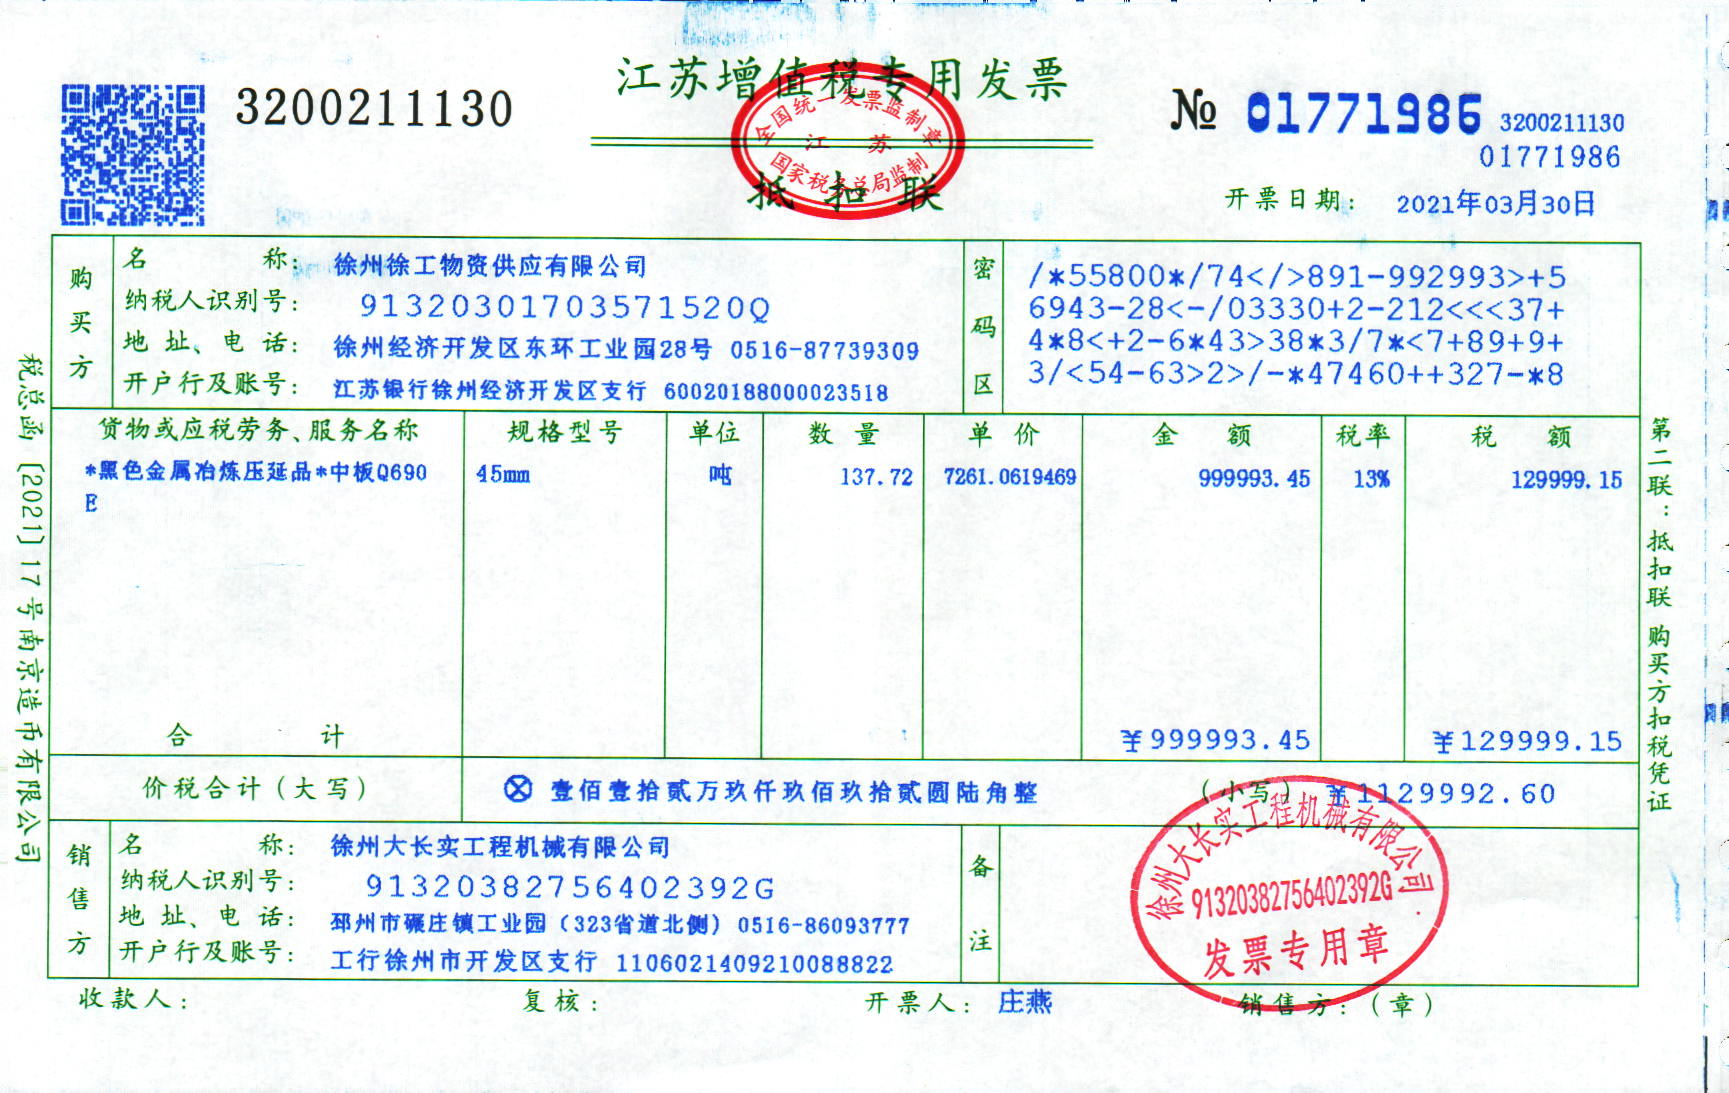 江苏增值税专用发票
3200211130
全国统一发票监制章
江 苏
国家税务总局监制
抵扣联
№ 01771986
3200211130
01771986
开票日期： 2021年03月30日
购买方
名 称： 徐州徐工物资供应有限公司
纳税人识别号： 91320301703571520Q
地 址、电 话： 徐州经济开发区东环工业园28号 0516-87739309
开户行及账号： 江苏银行徐州经济开发区支行 60020188000023518
密码区
/*55800*/74</>891-992993>+5
6943-28<-/03330+2-212<<<37+
4*8<+2-6*43>38*3/7*<7+89+9+
3/<54-63>2>/-*47460++327-*8
货物或应税劳务、服务名称 规格型号 单位 数 量 单 价 金 额 税率 税 额
*黑色金属冶炼压延品*中板Q690 45mm 吨 137.72 7261.0619469 999993.45 13% 129999.15
E
合 计 ￥999993.45 ￥129999.15
价税合计（大写） ⊗ 壹佰壹拾贰万玖仟玖佰玖拾贰圆陆角整 （小写） ￥1129992.60
销售方
名 称： 徐州大长实工程机械有限公司
纳税人识别号： 91320382756402392G
地 址、电 话： 邳州市碾庄镇工业园（323省道北侧） 0516-86093777
开户行及账号： 工行徐州市开发区支行 1106021409210088822
备注
徐州大长实工程机械有限公司
91320382756402392G
发票专用章
收款人： 复核： 开票人： 庄燕 销售方：（章）
税总函〔2021〕17号南京造币有限公司
第二联：抵扣联 购买方扣税凭证